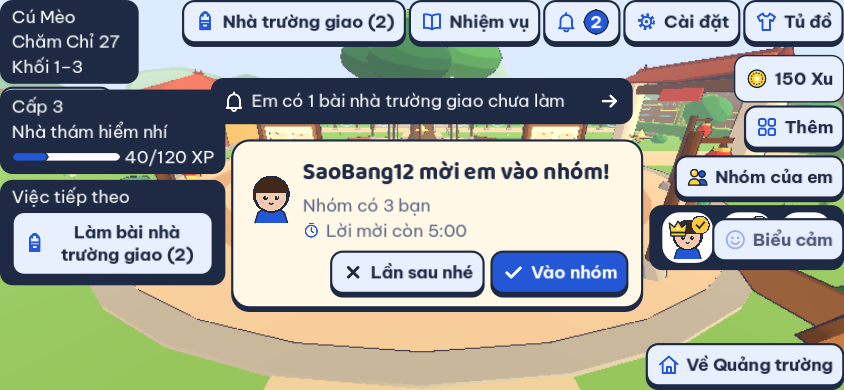 Cú Mèo
Chăm Chỉ 27
Khối 1–3
Nhà trường giao (2)
Nhiệm vụ
2
Cài đặt
Tủ đồ
150 Xu
Thêm
Nhóm của em
Biểu cảm
Cấp 3
Nhà thám hiểm nhí
40/120 XP
Em có 1 bài nhà trường giao chưa làm
Việc tiếp theo
Làm bài nhà
trường giao (2)
SaoBang12 mời em vào nhóm!
Nhóm có 3 bạn
Lời mời còn 5:00
Lần sau nhé
Vào nhóm
Về Quảng trường